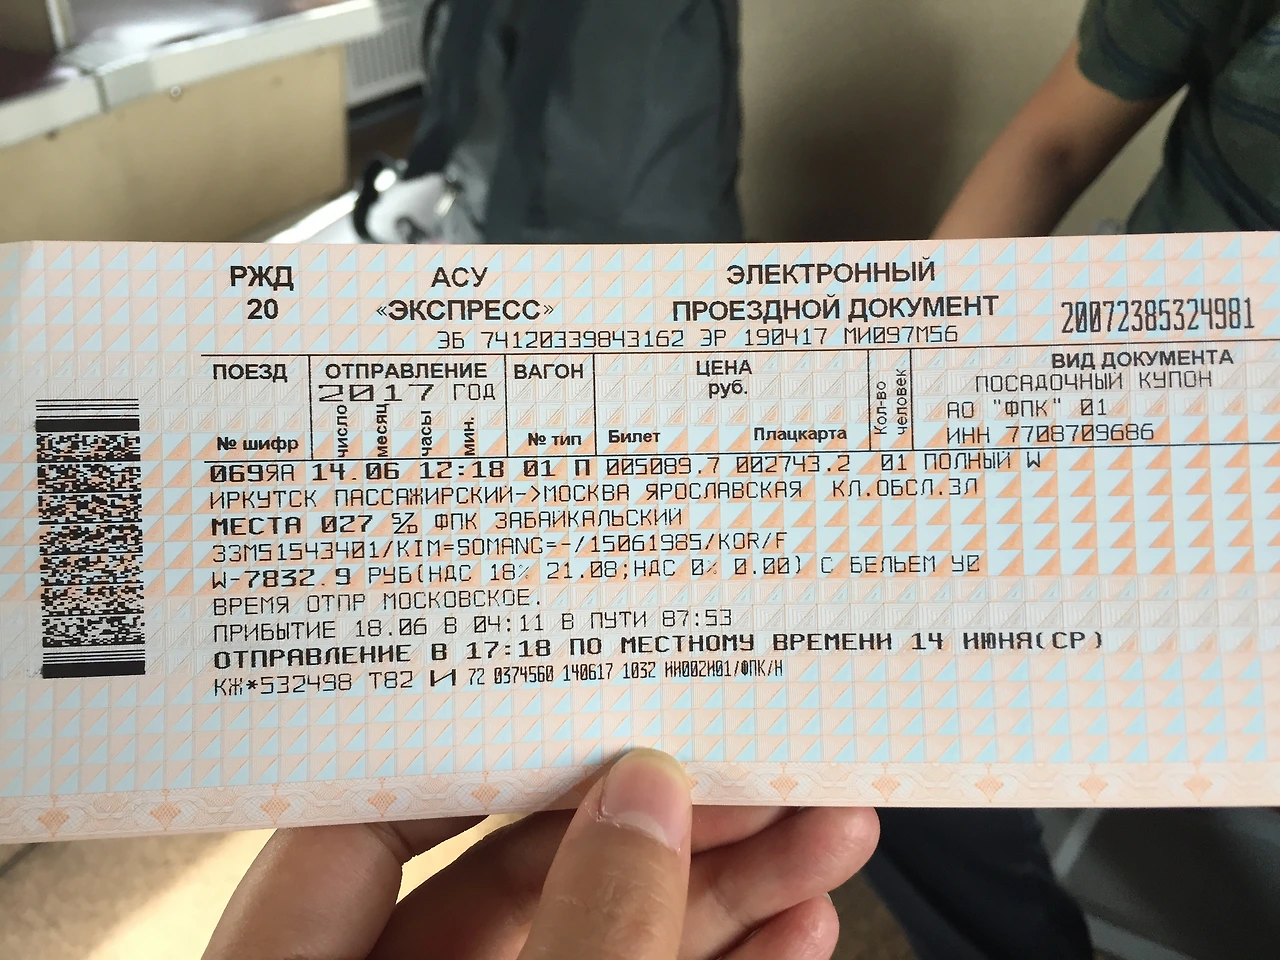 РЖД АСУ ЭЛЕКТРОННЫЙ
20 «ЭКСПРЕСС» ПРОЕЗДНОЙ ДОКУМЕНТ 20072385324981
ЭБ 74120339843162 ЭР 190417 МИ097М56
ПОЕЗД ОТПРАВЛЕНИЕ ВАГОН ЦЕНА ВИД ДОКУМЕНТА
2017 ГОД руб. ПОСАДОЧНЫЙ КУПОН
АО "ФПК" 01
№ шифр число месяц часы мин. № тип Билет Плацкарта Кол-во человек ИНН 7708709686
069ЯА 14.06 12:18 01 П 005089.7 002743.2 01 ПОЛНЫЙ W
ИРКУТСК ПАССАЖИРСКИЙ->МОСКВА ЯРОСЛАВСКАЯ КЛ.ОБСЛ.3Л
МЕСТА 027 ФПК ЗАБАЙКАЛЬСКИЙ
ЗЗМ51543401/KIM=SOMANG=-/15061985/KOR/F
W-7832.9 РУБ(НДС 18% 21.08;НДС 0% 0.00) С БЕЛЬЕМ У0
ВРЕМЯ ОТПР МОСКОВСКОЕ.
ПРИБЫТИЕ 18.06 В 04:11 В ПУТИ 87:53
ОТПРАВЛЕНИЕ В 17:18 ПО МЕСТНОМУ ВРЕМЕНИ 14 ИЮНЯ(СР)
КЖ*532498 Т82 И 72 0374560 140617 1032 ИИ002И01/ФПК/Н